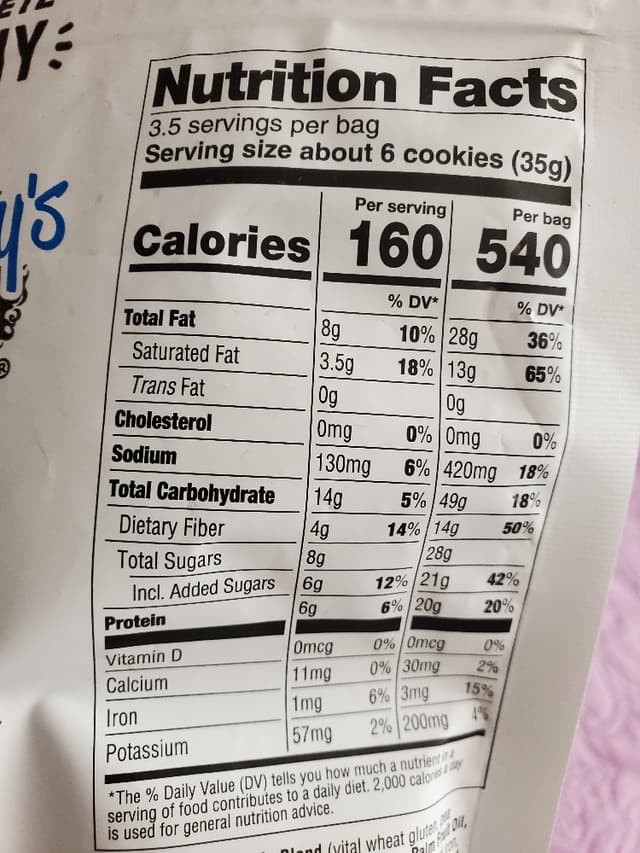 Y:
y's
®
Nutrition Facts
3.5 servings per bag
Serving size about 6 cookies (35g)
Per serving Per bag
Calories 160 540
% DV* % DV*
Total Fat 8g 10% 28g 36%
Saturated Fat 3.5g 18% 13g 65%
Trans Fat 0g 0g
Cholesterol 0mg 0% 0mg 0%
Sodium 130mg 6% 420mg 18%
Total Carbohydrate 14g 5% 49g 18%
Dietary Fiber 4g 14% 14g 50%
Total Sugars 8g 28g
Incl. Added Sugars 6g 12% 21g 42%
Protein 6g 6% 20g 20%
Vitamin D 0mcg 0% 0mcg 0%
Calcium 11mg 0% 30mg 2%
Iron 1mg 6% 3mg 15%
Potassium 57mg 2% 200mg 4%
*The % Daily Value (DV) tells you how much a nutrient in a
serving of food contributes to a daily diet. 2,000 calories a day
is used for general nutrition advice.
(vital wheat gluten,
Oil,